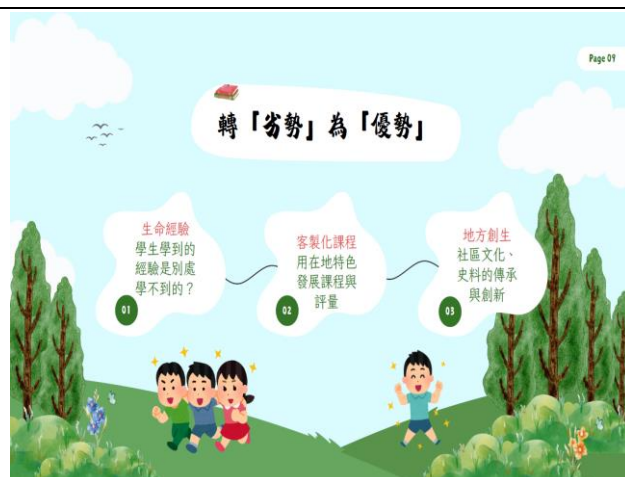 Page 09
轉「劣勢」為「優勢」
生命經驗
學生學到的
經驗是別處
學不到的？
01
客製化課程
用在地特色
發展課程與
評量
02
地方創生
社區文化、
史料的傳承
與創新
03